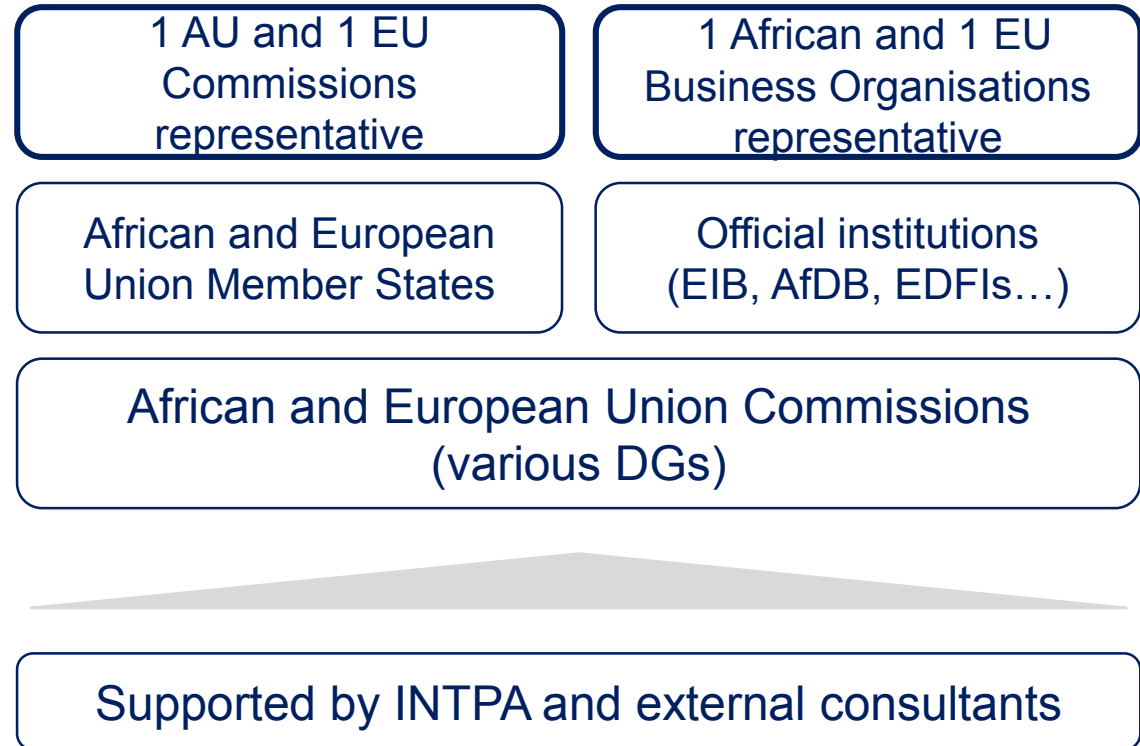 1 AU and 1 EU
Commissions
representative
1 African and 1 EU
Business Organisations
representative
African and European
Union Member States
Official institutions
(EIB, AfDB, EDFIs…)
African and European Union Commissions
(various DGs)
Supported by INTPA and external consultants